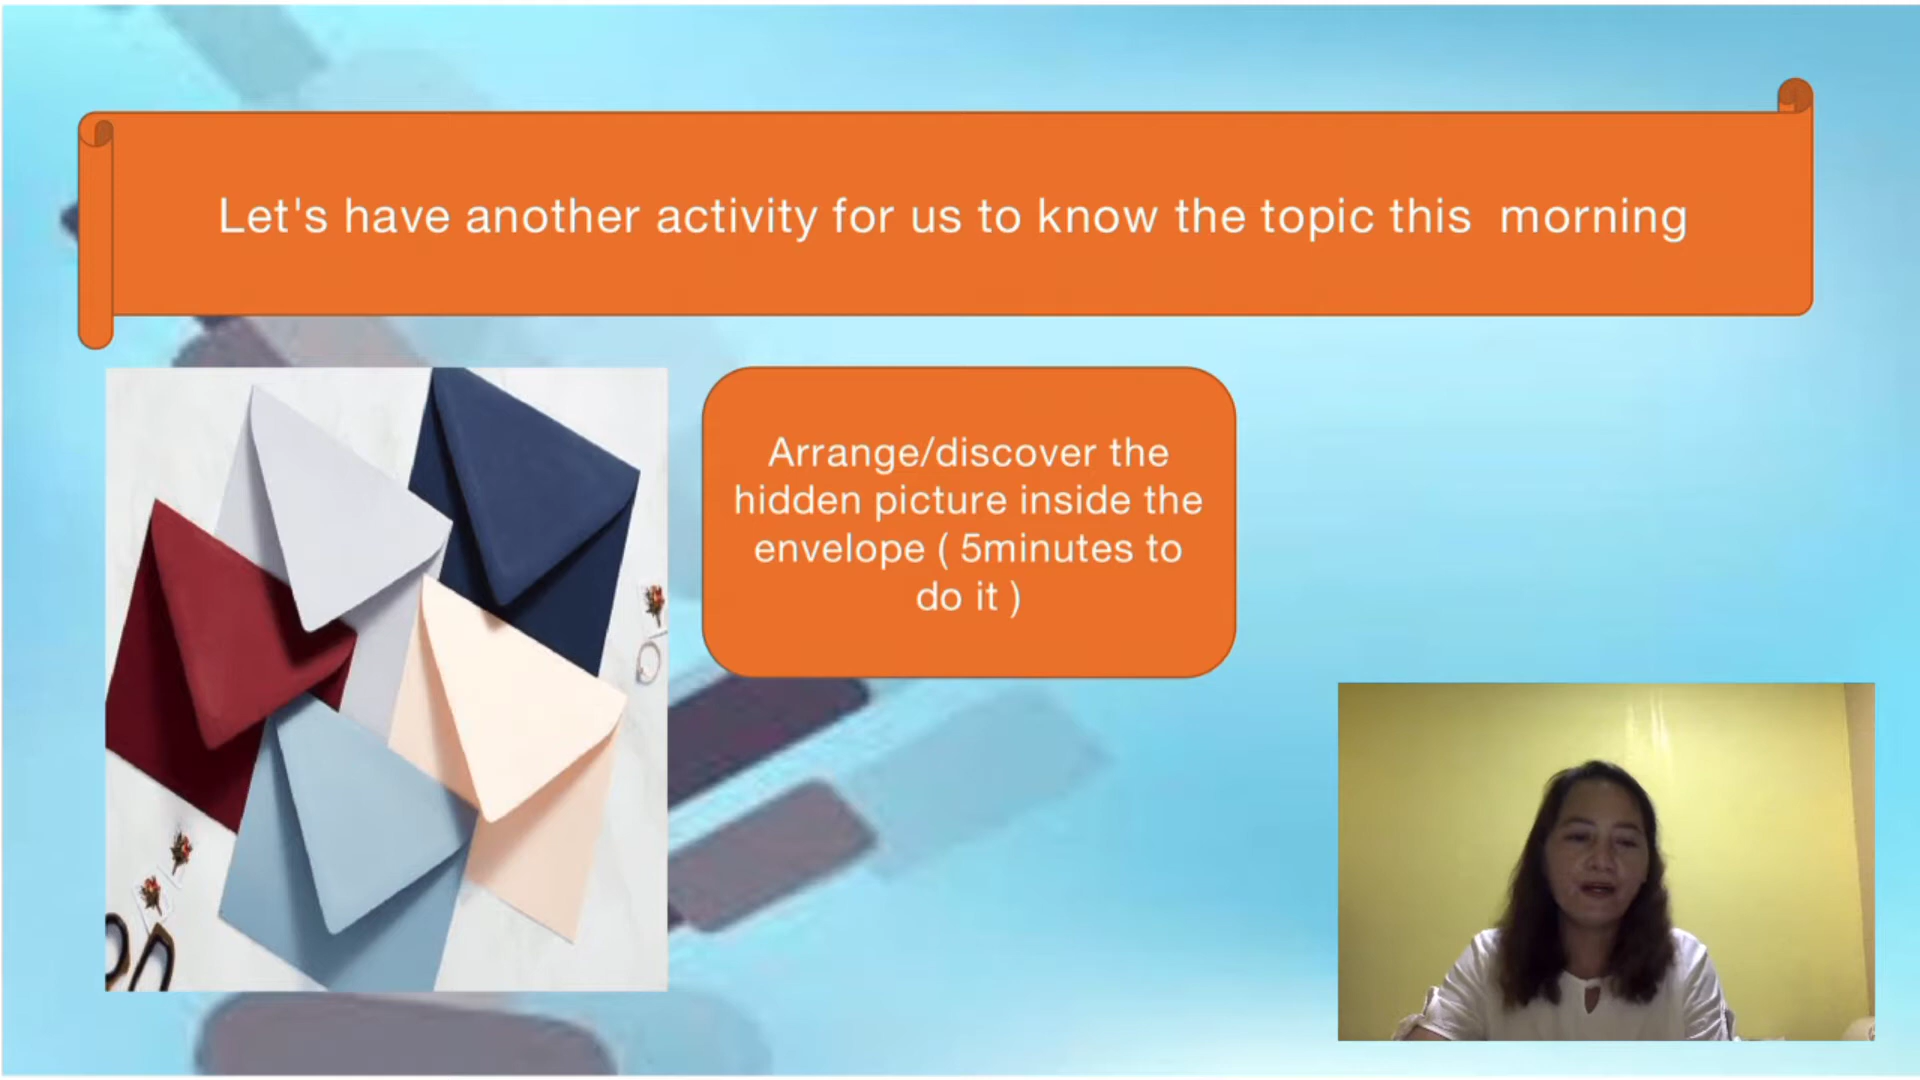 Let's have another activity for us to know the topic this  morning
Arrange/discover the
hidden picture inside the
envelope ( 5minutes to
do it )